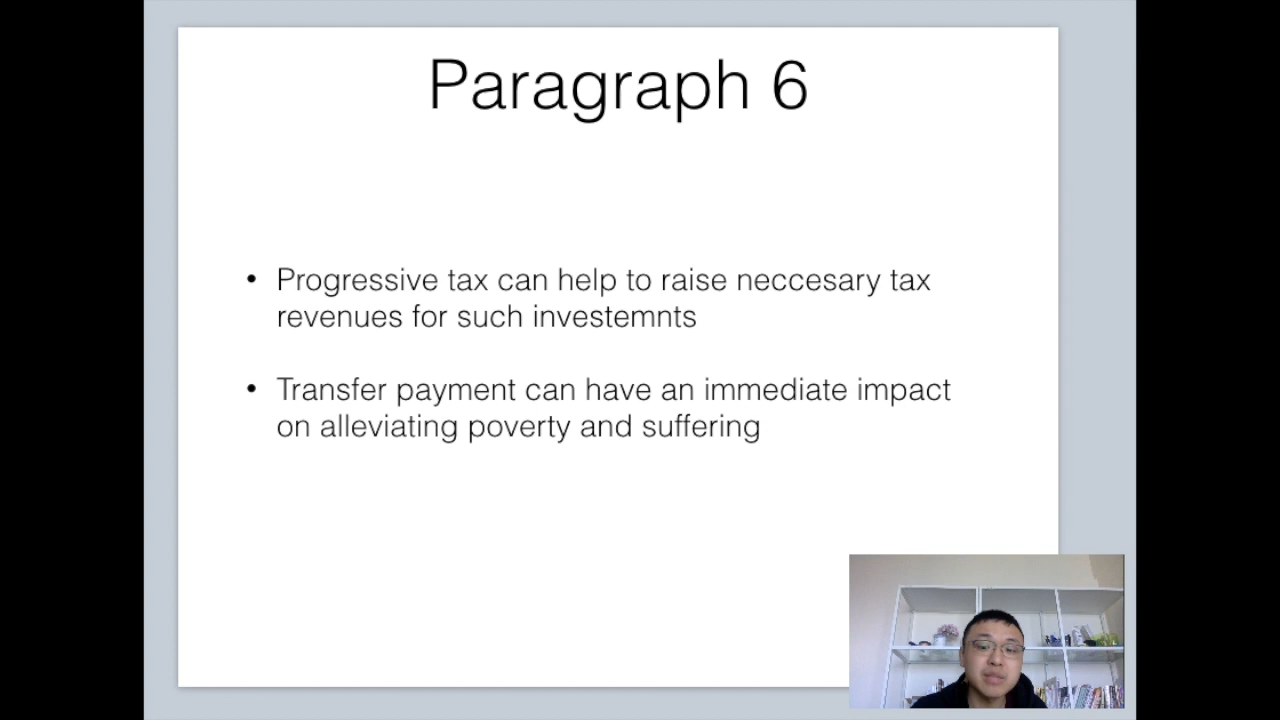 Paragraph 6
• Progressive tax can help to raise neccesary tax
revenues for such investemnts
• Transfer payment can have an immediate impact
on alleviating poverty and suffering